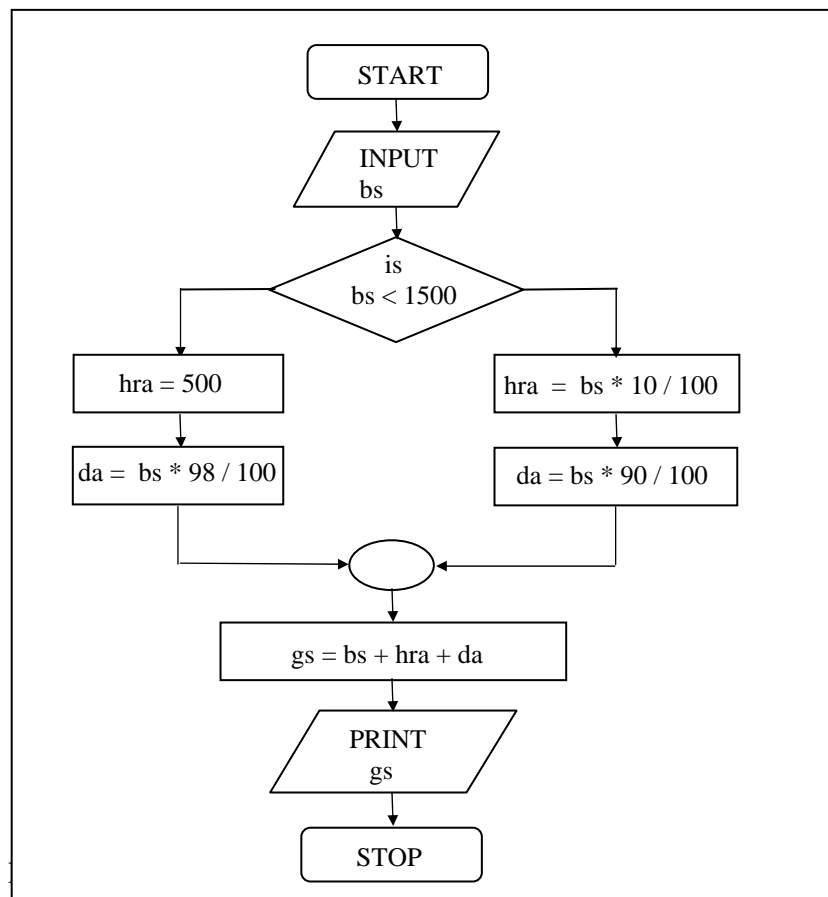 START
INPUT
bs
is
bs < 1500
hra = 500
hra = bs * 10 / 100
da = bs * 98 / 100
da = bs * 90 / 100
gs = bs + hra + da
PRINT
gs
STOP